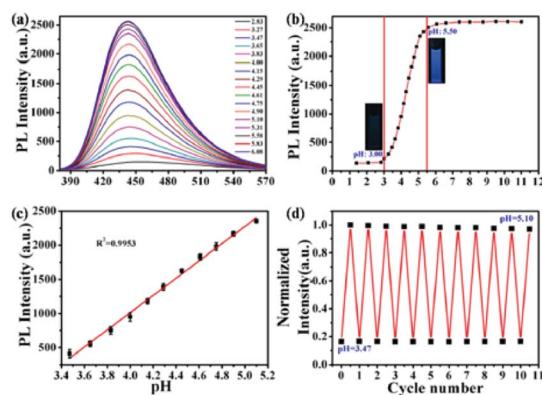 (a)
PL Intensity (a.u.)
2500
2000
1500
1000
500
0
390 420 450 480 510 540 570
2.83
3.27
3.47
3.65
3.83
4.00
4.15
4.29
4.45
4.61
4.75
4.90
5.10
5.31
5.50
5.83
6.00
(b)
PL Intensity (a.u.)
2500
2000
1500
1000
500
0
pH: 5.50
pH: 3.00
0 1 2 3 4 5 6 7 8 9 10 11 12
(c)
PL Intensity (a.u.)
2500
2000
1500
1000
500
R²=0.9953
3.4 3.6 3.8 4.0 4.2 4.4 4.6 4.8 5.0 5.2
pH
(d)
Normalized
Intensity(a.u.)
1.0
0.8
0.6
0.4
0.2
0.0
pH=5.10
pH=3.47
0 1 2 3 4 5 6 7 8 9 10 11
Cycle number